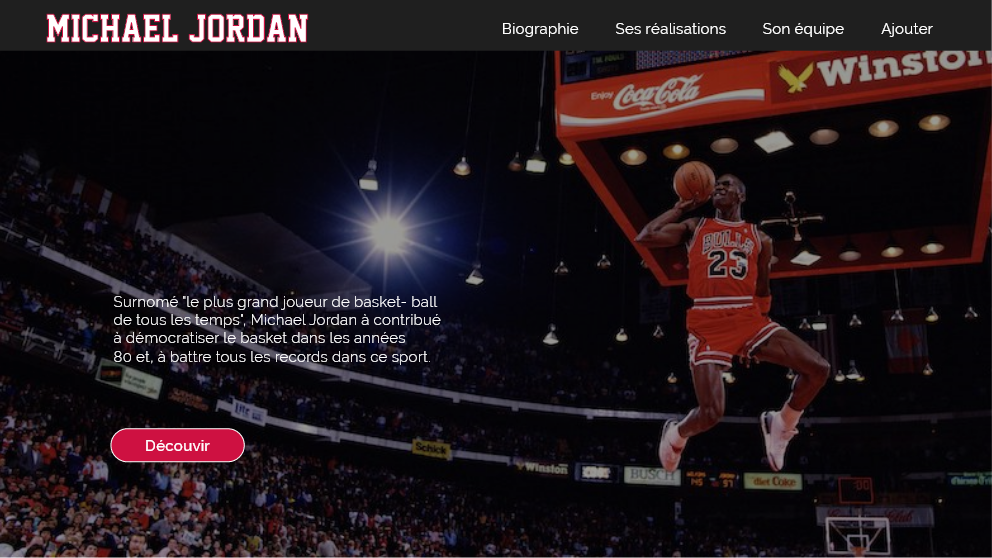 MICHAEL JORDAN
Biographie Ses réalisations Son équipe Ajouter
Enjoy Coca-Cola
Winston
BULLS
23
Surnomé "le plus grand joueur de basket- ball
de tous les temps", Michael Jordan à contribué
à démocratiser le basket dans les années
80 et, à battre tous les records dans ce sport.
Lite
Découvir
Schick
Winston
BUSCH
diet Coke